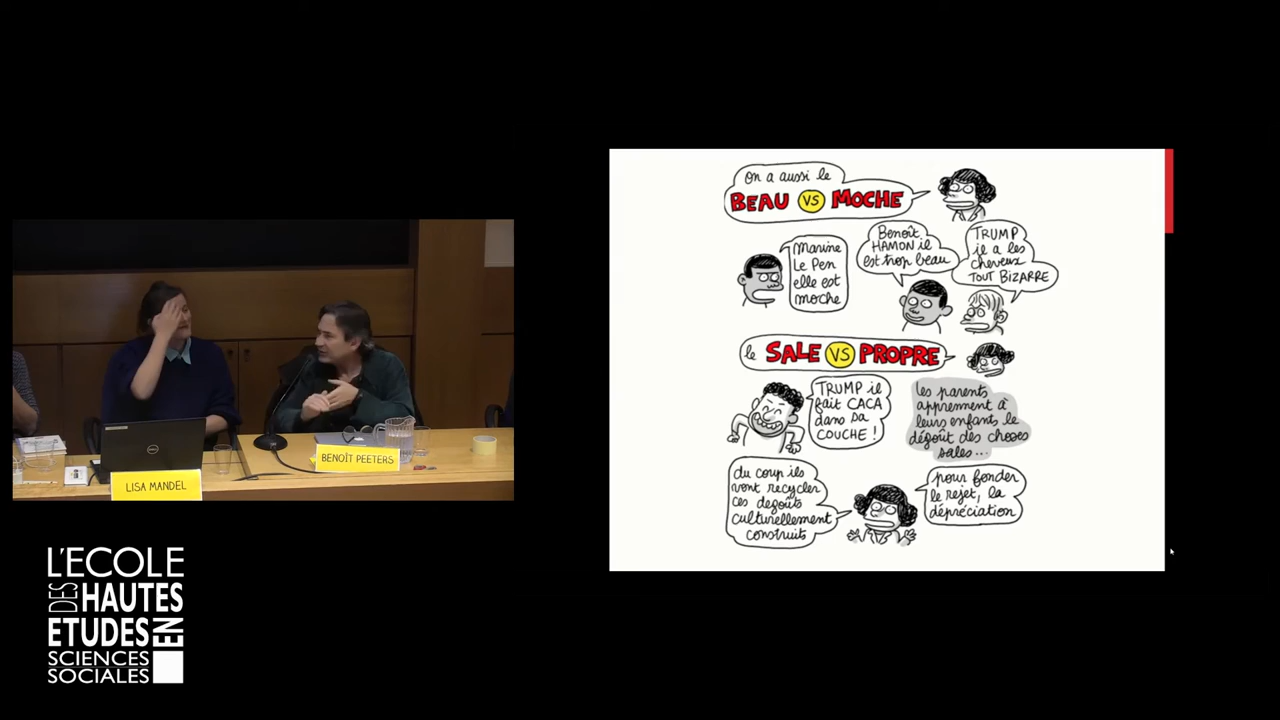 LISA MANDEL
BENOÎT PEETERS
L'ECOLE
DES HAUTES
ETUDES EN
SCIENCES
SOCIALES
on a aussi le
BEAU VS MOCHE
Marine
Le Pen
elle est
moche
Benoît
HAMON il
est trop beau
TRUMP
il a les
cheveux
TOUT BIZARRE
le SALE VS PROPRE
TRUMP il
fait CACA
dans sa
COUCHE !
les parents
apprennent à
leurs enfants le
dégoût des choses
sales...
du coup ils
vont recycler
ces degoûts
culturellement
construits
pour fonder
le rejet, la
dépréciation